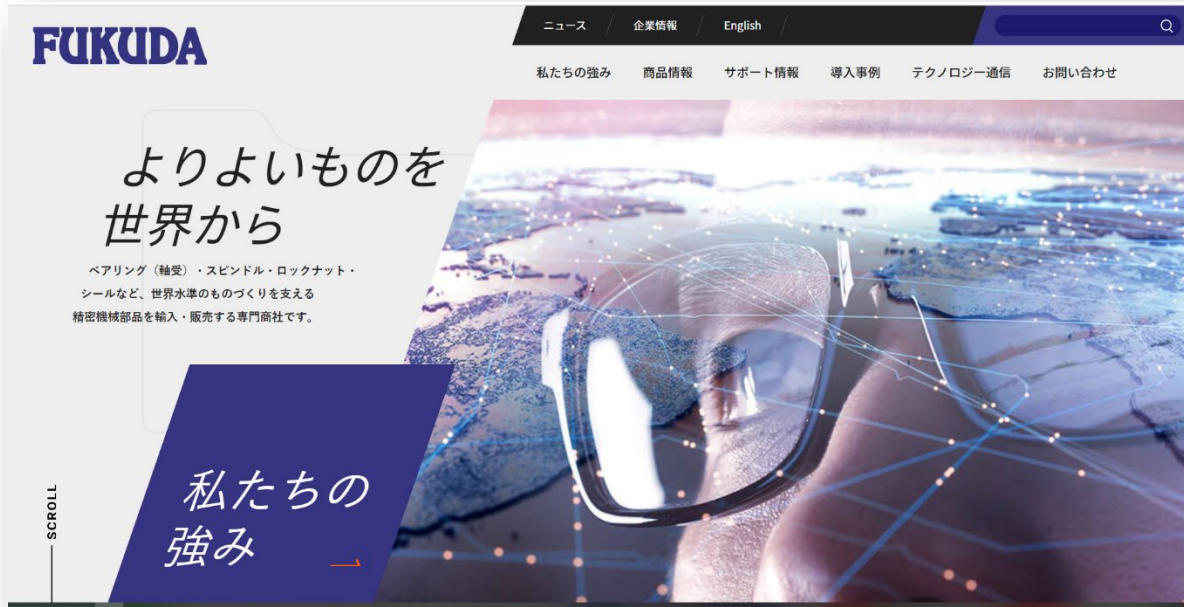 FUKUDA
ニュース
企業情報
English
私たちの強み
商品情報
サポート情報
導入事例
テクノロジー通信
お問い合わせ
よりよいものを
世界から
ベアリング（軸受）・スピンドル・ロックナット・
シールなど、世界水準のものづくりを支える
精密機械部品を輸入・販売する専門商社です。
私たちの
強み
SCROLL